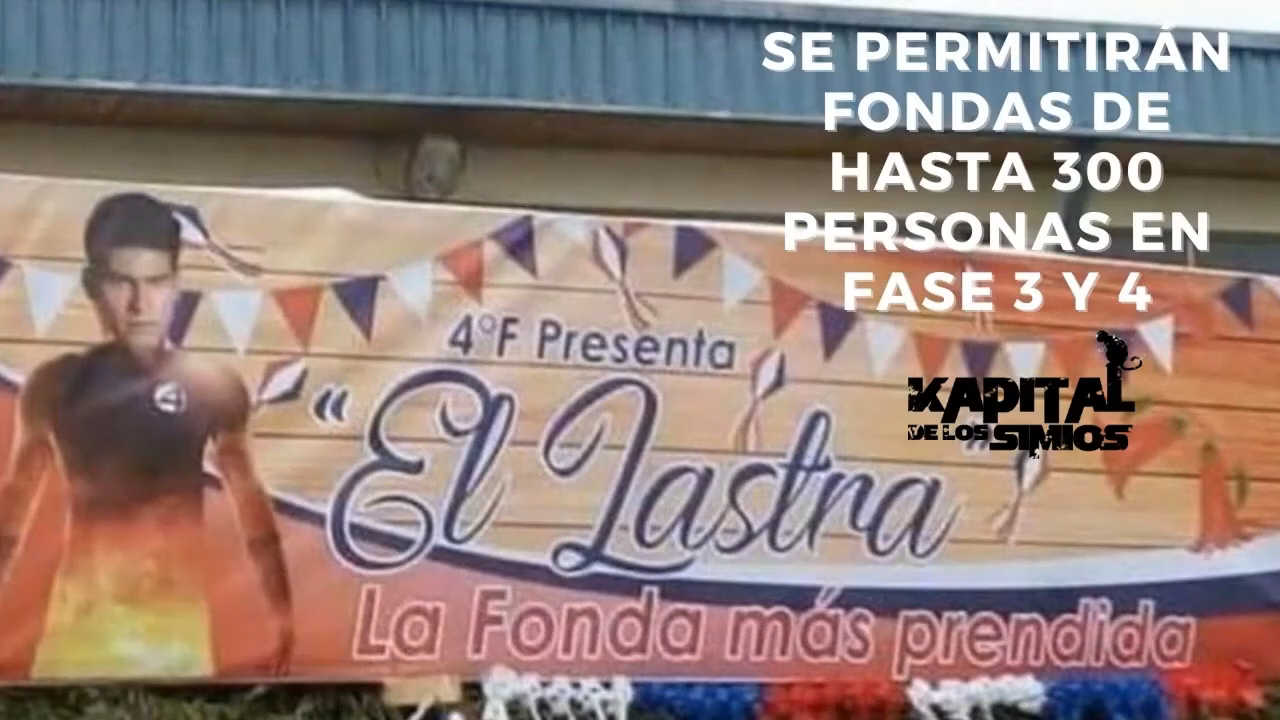 SE PERMITIRÁN
FONDAS DE
HASTA 300
PERSONAS EN
FASE 3 Y 4
KAPITAL
DE LOS SIMIOS
4°F Presenta
"El Lastra"
La Fonda más prendida
4